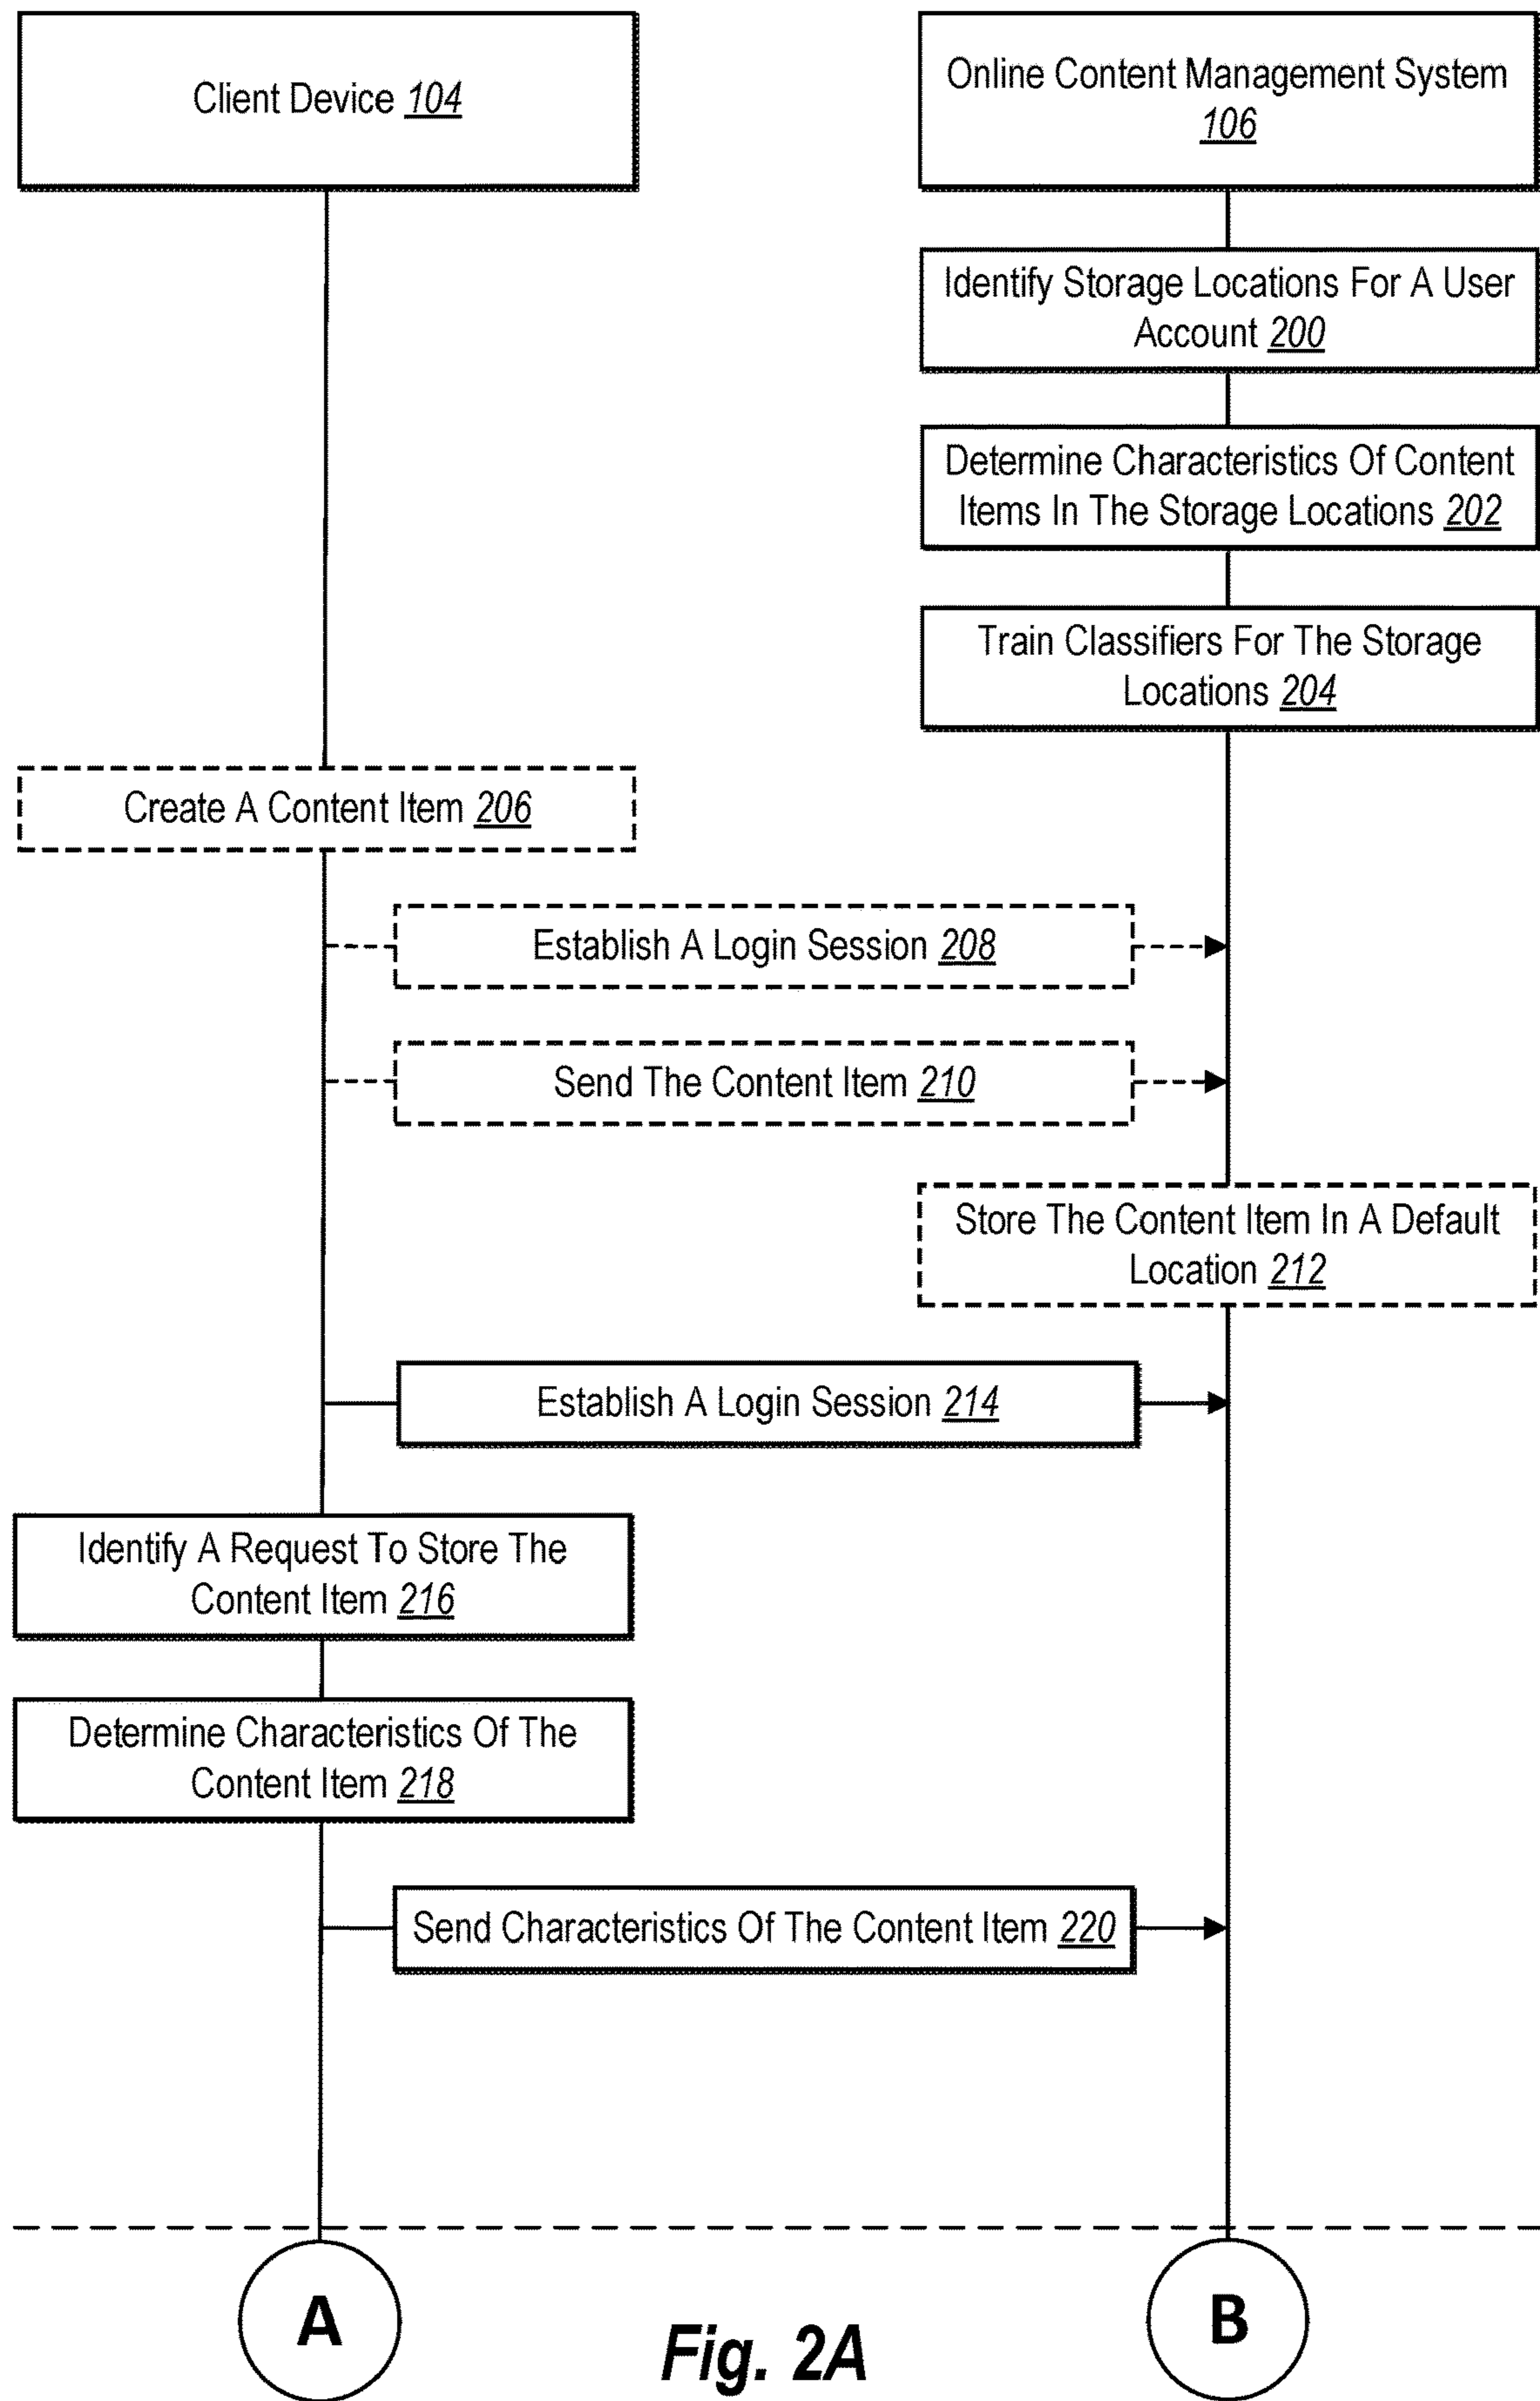 Client Device 104
Online Content Management System
106
Identify Storage Locations For A User
Account 200
Determine Characteristics Of Content
Items In The Storage Locations 202
Train Classifiers For The Storage
Locations 204
Create A Content Item 206
Establish A Login Session 208
Send The Content Item 210
Store The Content Item In A Default
Location 212
Establish A Login Session 214
Identify A Request To Store The
Content Item 216
Determine Characteristics Of The
Content Item 218
Send Characteristics Of The Content Item 220
A
B
Fig. 2A